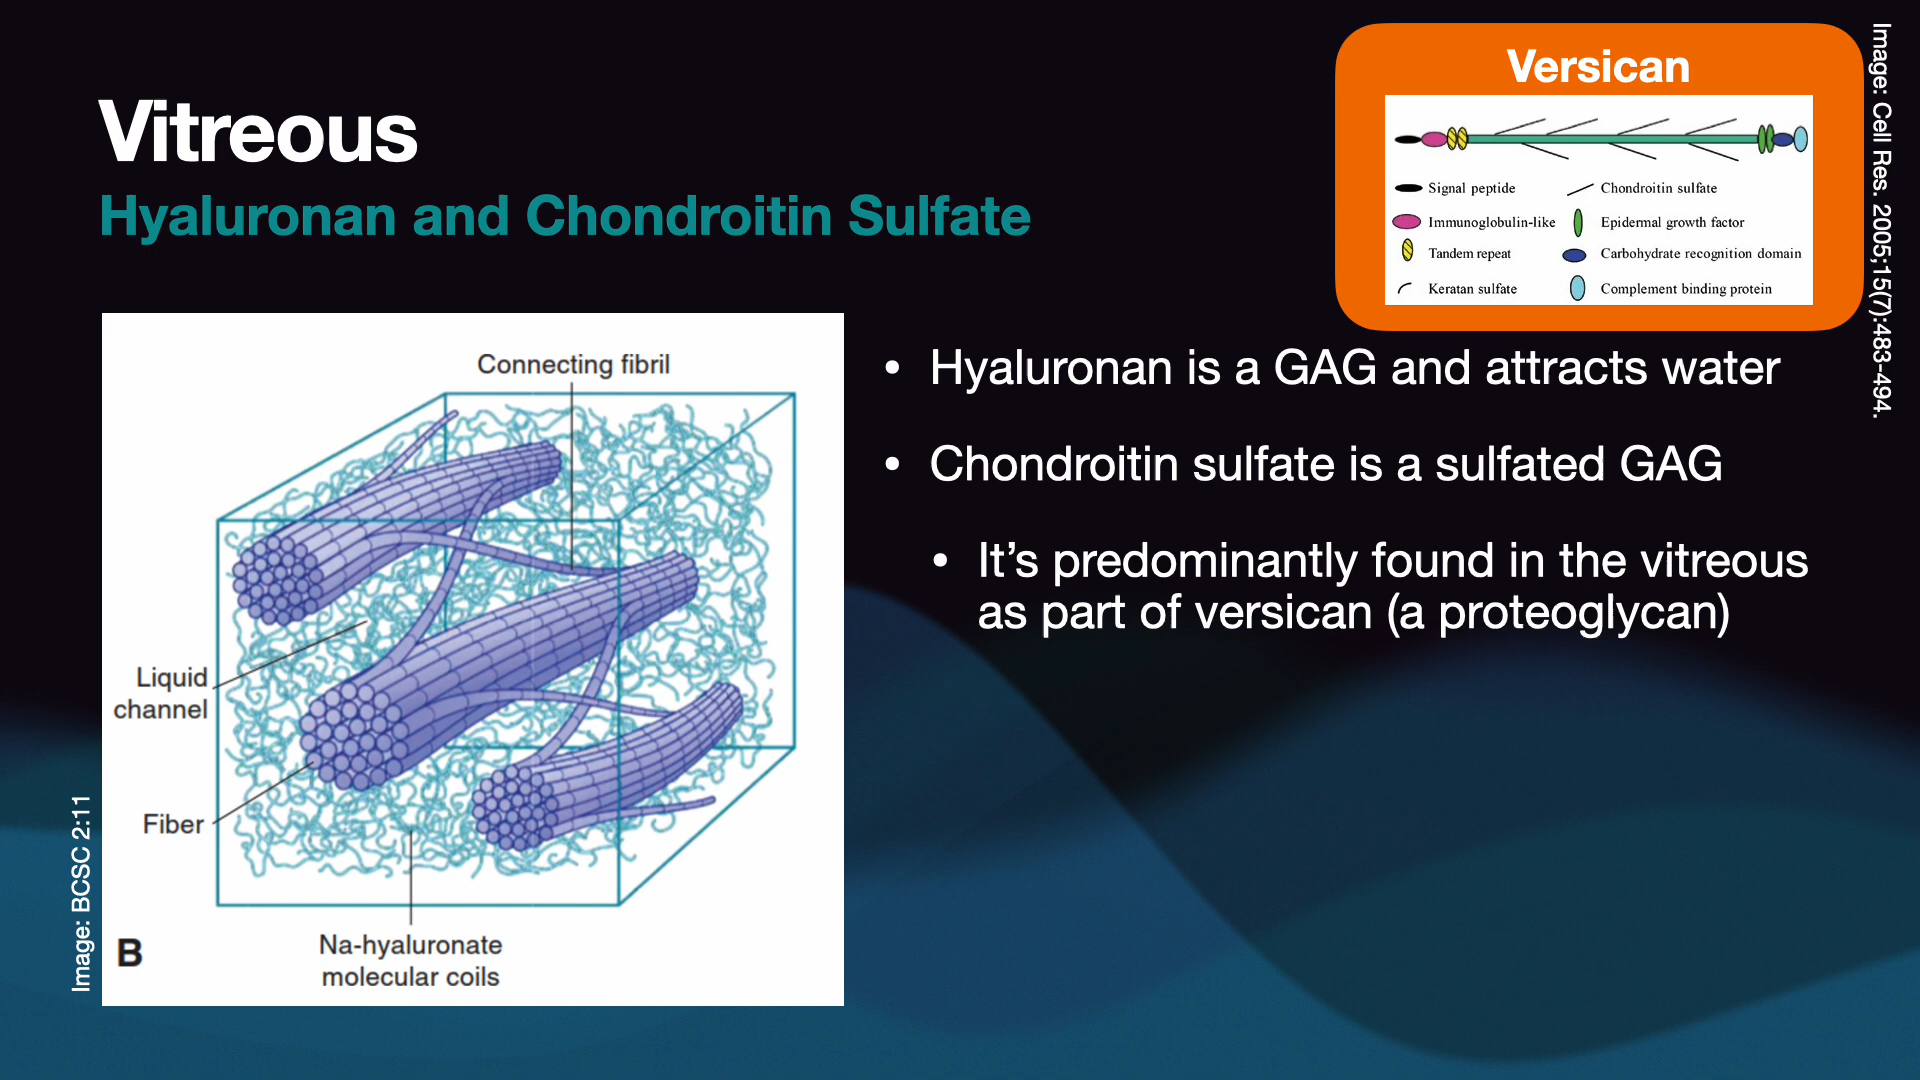 Vitreous
Hyaluronan and Chondroitin Sulfate
Versican
Signal peptide
Chondroitin sulfate
Immunoglobulin-like
Epidermal growth factor
Tandem repeat
Carbohydrate recognition domain
Keratan sulfate
Complement binding protein
Image: Cell Res. 2005;15(7):483-494.
Connecting fibril
Liquid
channel
Fiber
Na-hyaluronate
molecular coils
B
Image: BCSC 2:11
• Hyaluronan is a GAG and attracts water
• Chondroitin sulfate is a sulfated GAG
• It’s predominantly found in the vitreous
as part of versican (a proteoglycan)